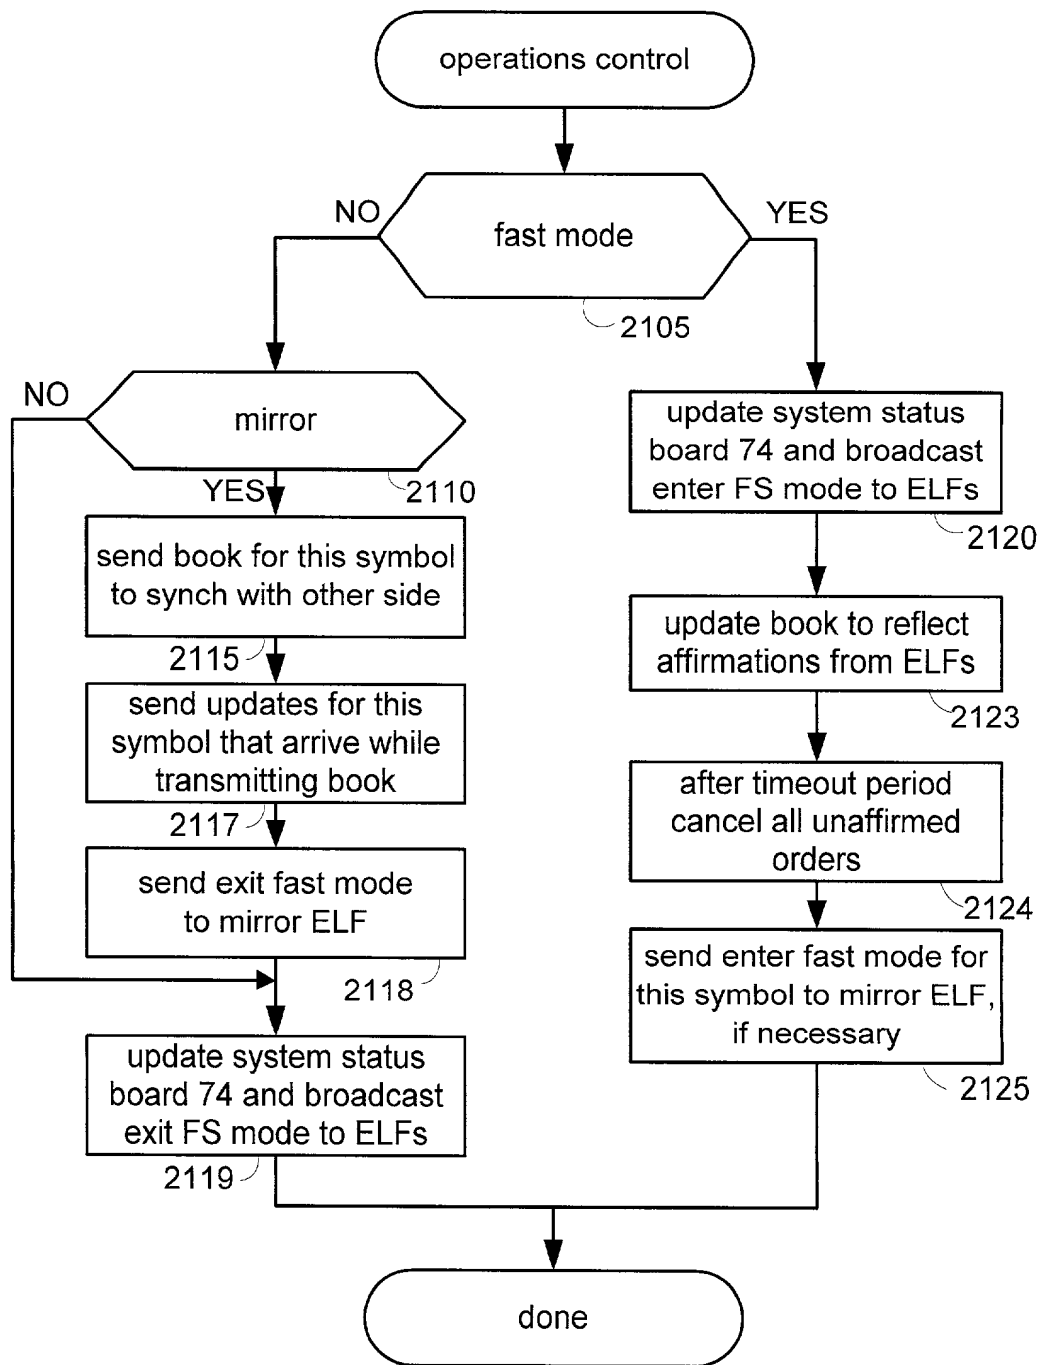 operations control
NO
YES
fast mode
2105
NO
mirror
2110
YES
send book for this symbol
to synch with other side
2115
send updates for this
symbol that arrive while
transmitting book
2117
send exit fast mode
to mirror ELF
2118
update system status
board 74 and broadcast
exit FS mode to ELFs
2119
update system status
board 74 and broadcast
enter FS mode to ELFs
2120
update book to reflect
affirmations from ELFs
2123
after timeout period
cancel all unaffirmed
orders
2124
send enter fast mode for
this symbol to mirror ELF,
if necessary
2125
done